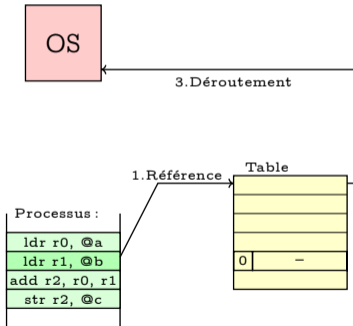 OS
3.Déroutement
1.Référence
Table
Processus :
ldr r0, @a
ldr r1, @b
add r2, r0, r1
str r2, @c
0 –